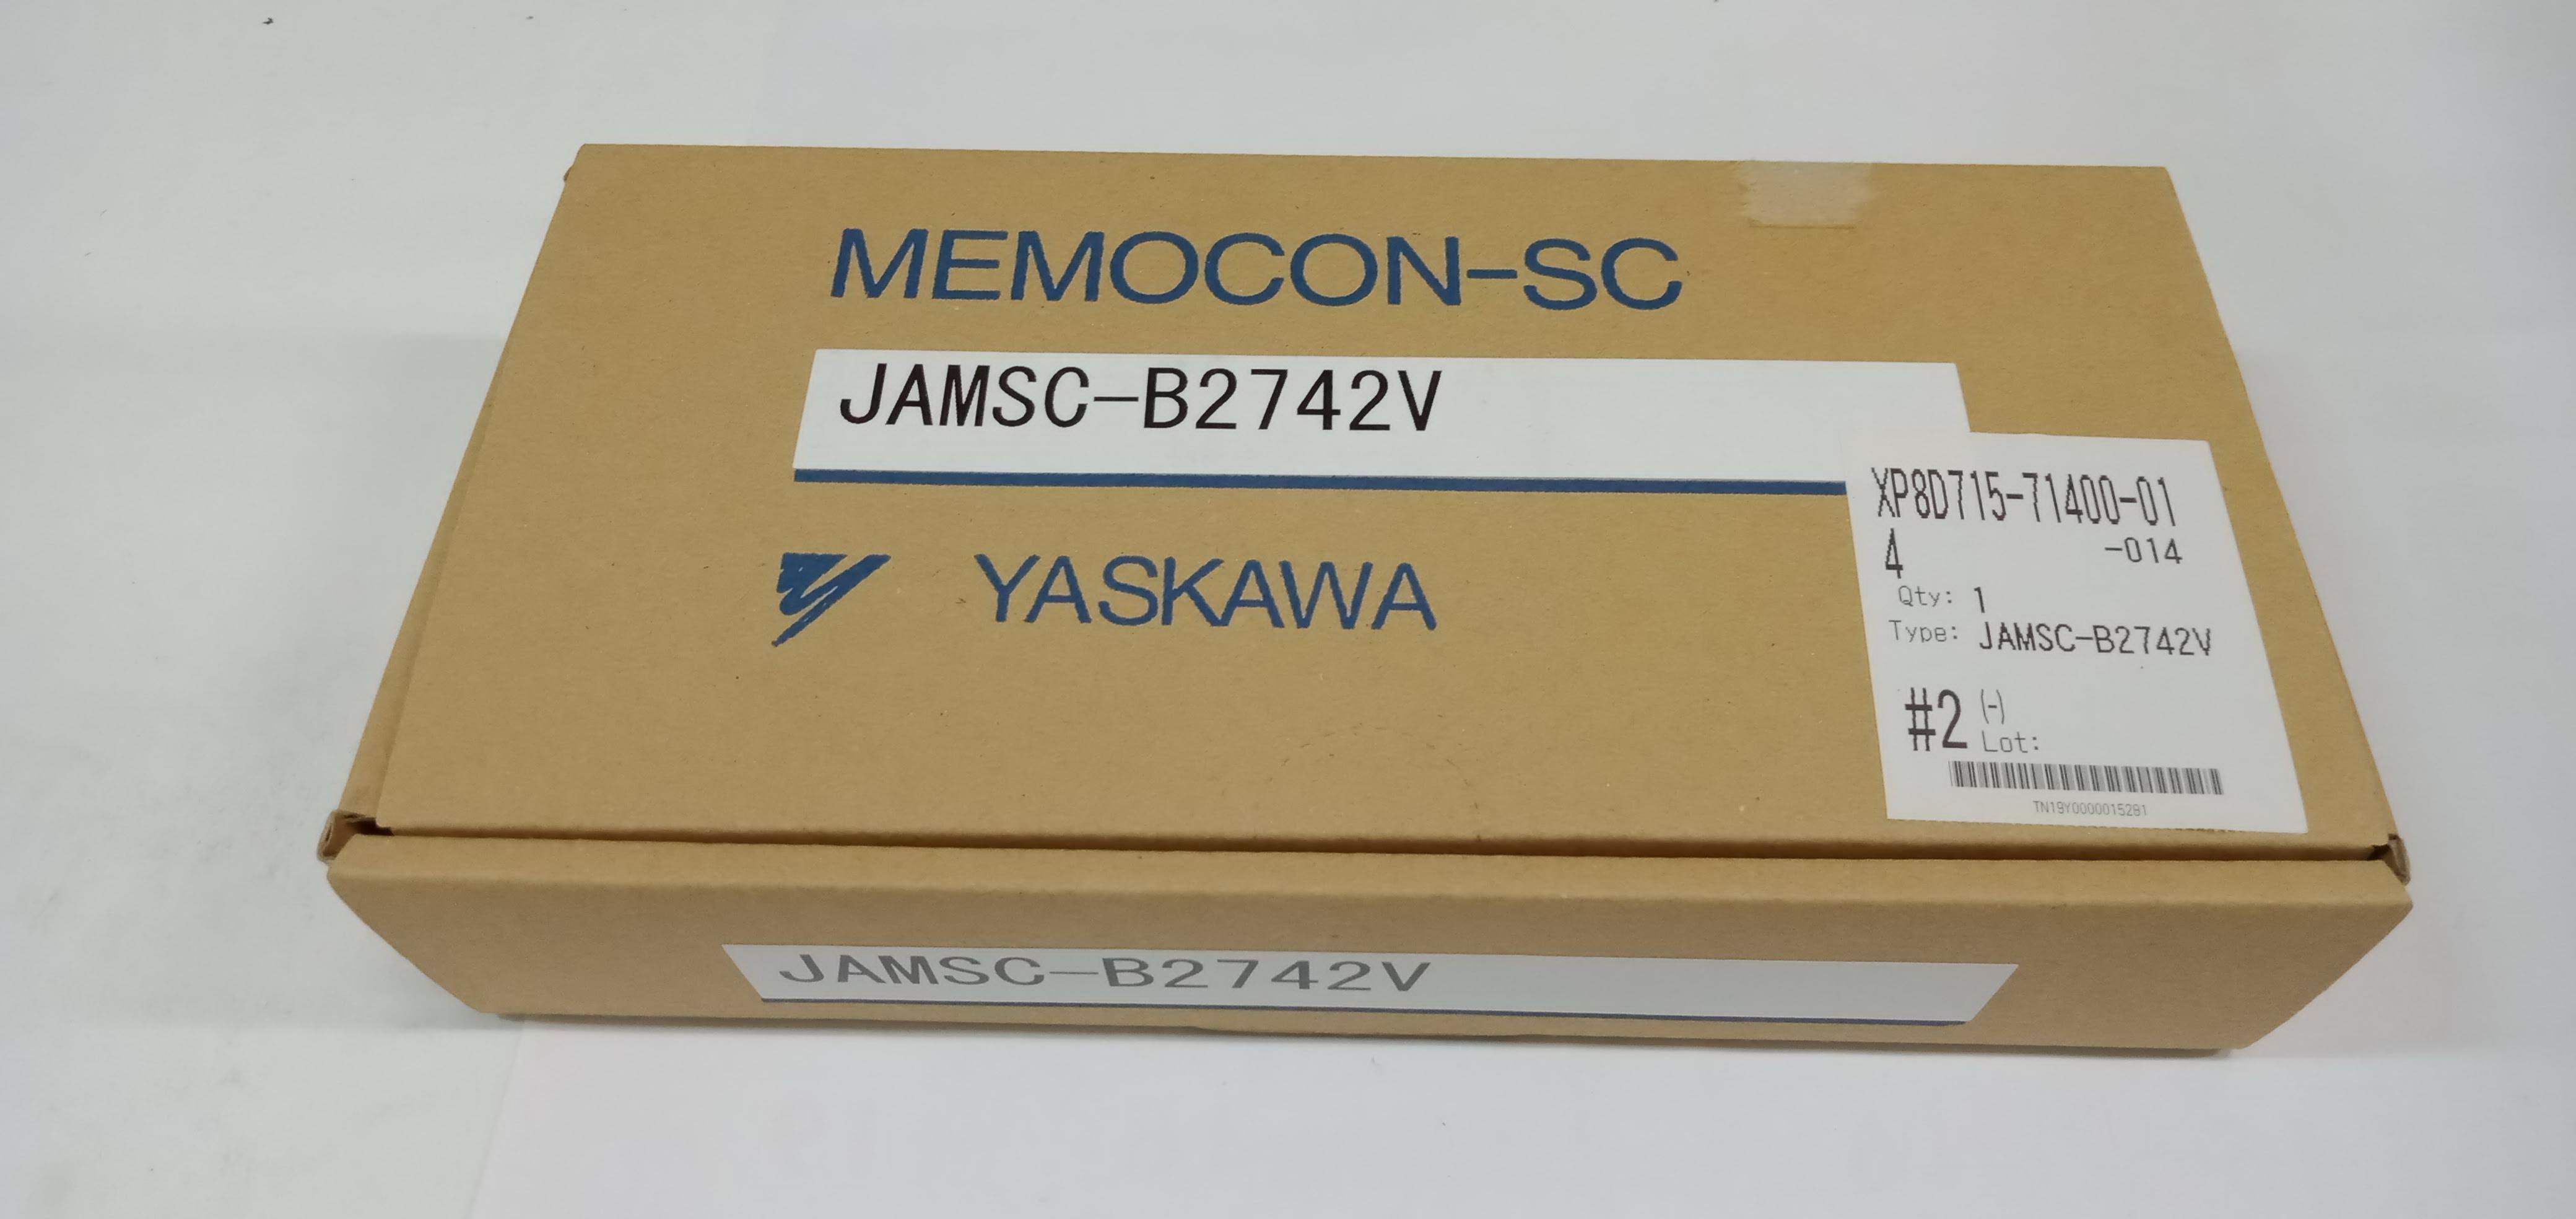 MEMOCON-SC
JAMSC-B2742V
YASKAWA
XP8D715-71400-01
4 -014
Qty: 1
Type: JAMSC-B2742V
#2 (-)
Lot:
TN19Y0000015281
JAMSC-B2742V